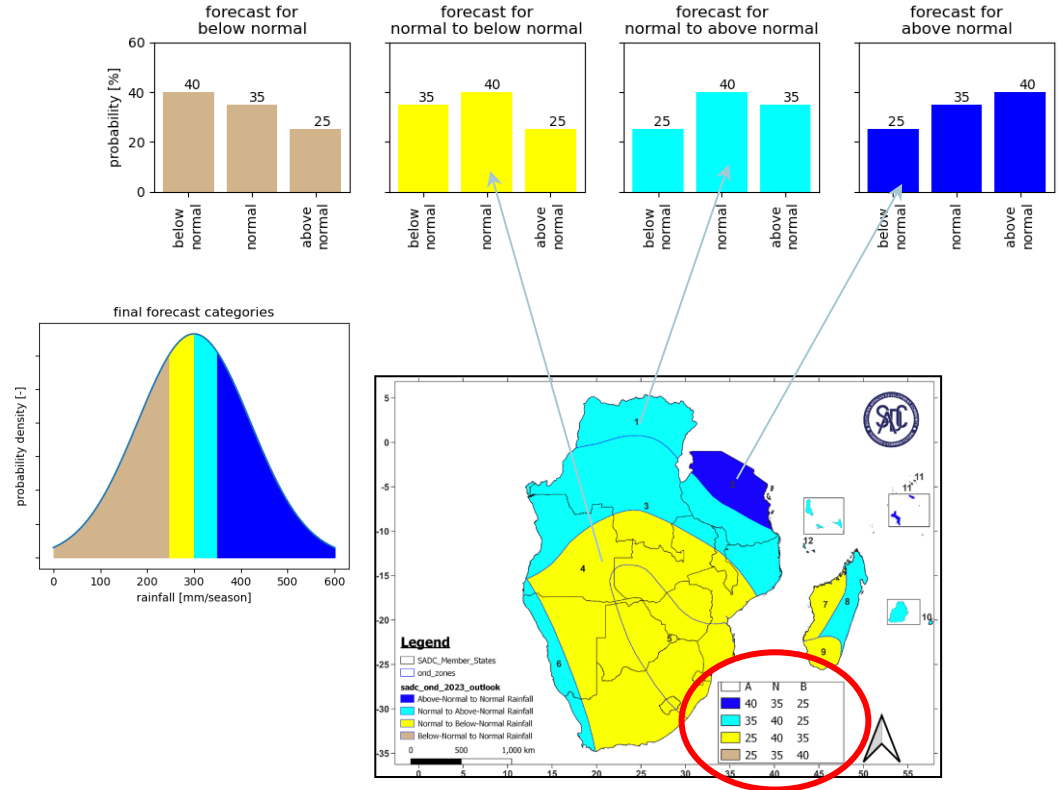 forecast for
below normal
forecast for
normal to below normal
forecast for
normal to above normal
forecast for
above normal
probability [%]
60
40
20
0
40
35
25
35
40
25
25
40
35
25
35
40
below
normal
normal
above
normal
below
normal
normal
above
normal
below
normal
normal
above
normal
below
normal
normal
above
normal
final forecast categories
probability density [-]
0 100 200 300 400 500 600
rainfall [mm/season]
5
0
-5
-10
-15
-20
-25
-30
-35
1
3
4
5
6
7
8
9
10
11
11
12
SADC
Legend
SADC_Member_States
ond_zones
sadc_ond_2023_outlook
Above-Normal to Normal Rainfall
Normal to Above-Normal Rainfall
Normal to Below-Normal Rainfall
Below-Normal to Normal Rainfall
0 500 1,000 km
A N B
40 35 25
35 40 25
25 40 35
25 35 40
10 15 20 25 30 35 40 45 50 55